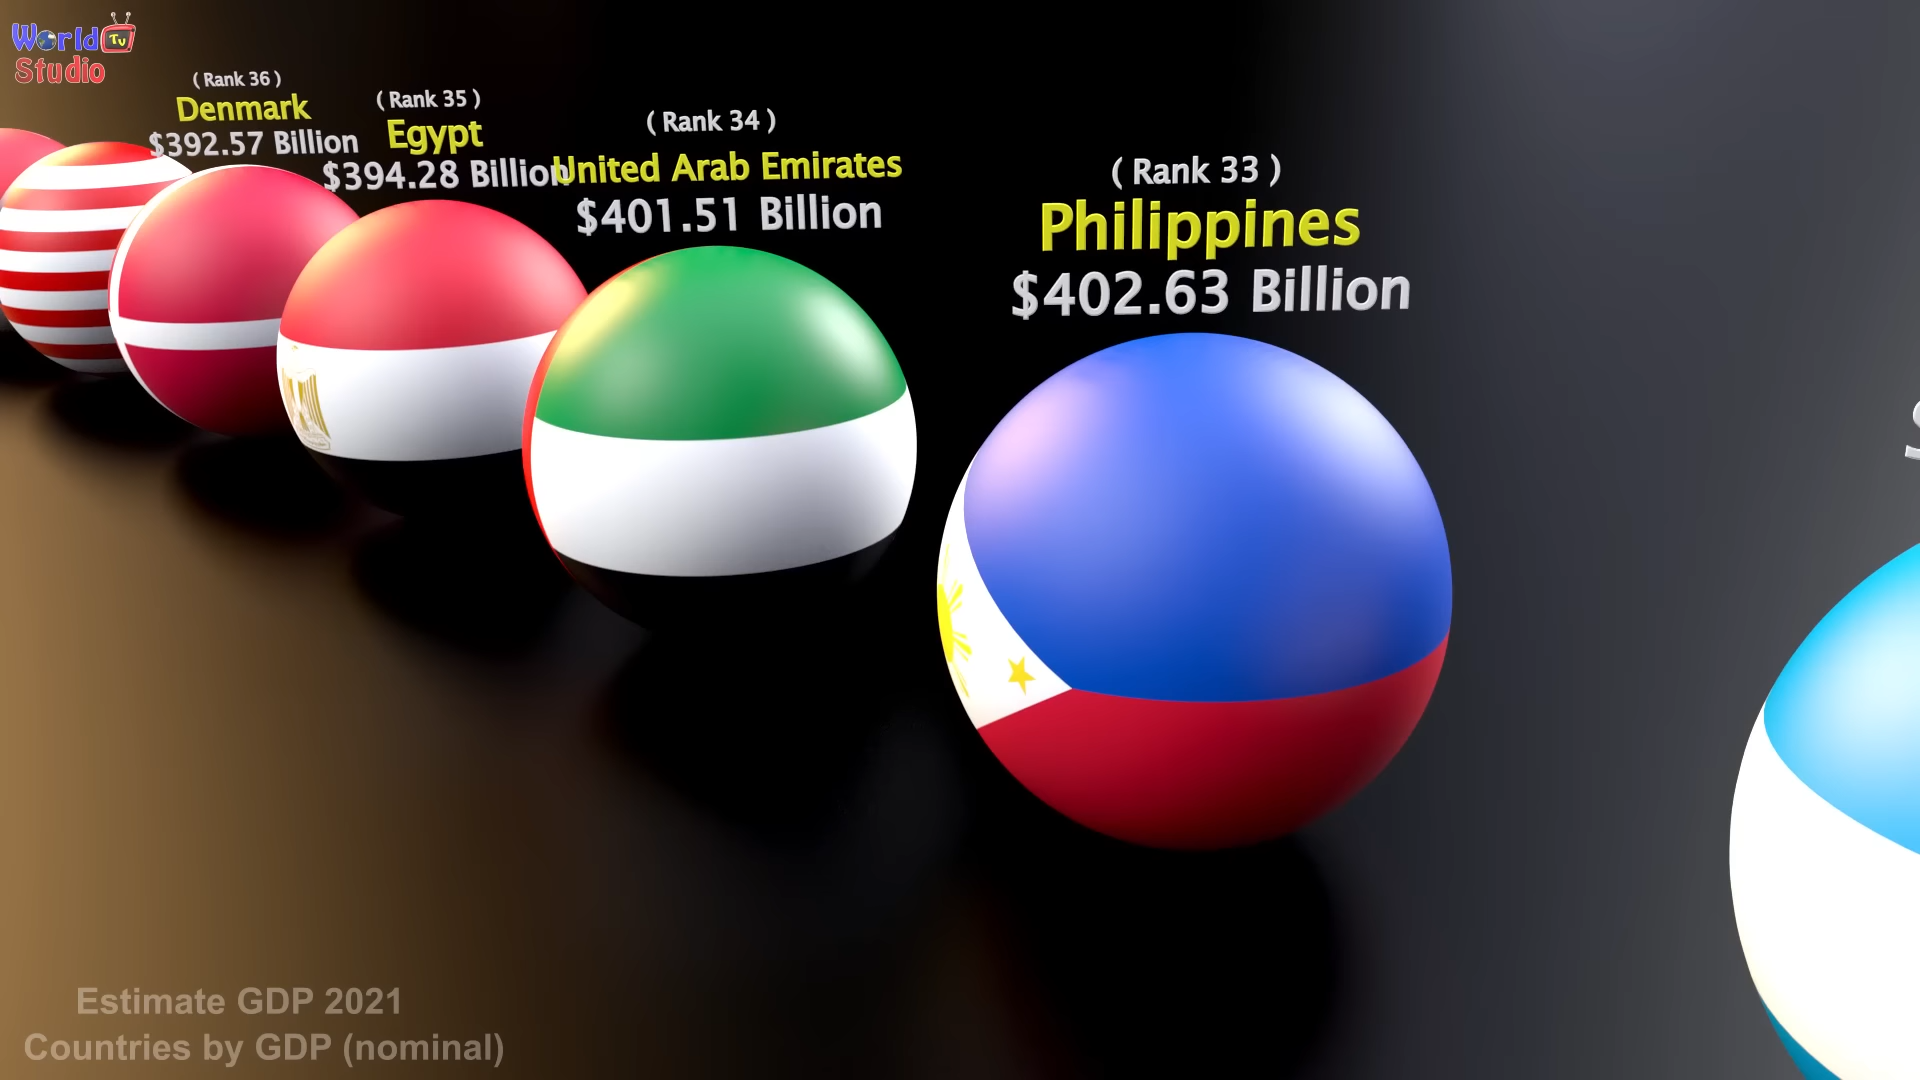 World Tv
Studio
( Rank 36 )
Denmark
$392.57 Billion
( Rank 35 )
Egypt
$394.28 Billion
( Rank 34 )
United Arab Emirates
$401.51 Billion
( Rank 33 )
Philippines
$402.63 Billion
Estimate GDP 2021
Countries by GDP (nominal)